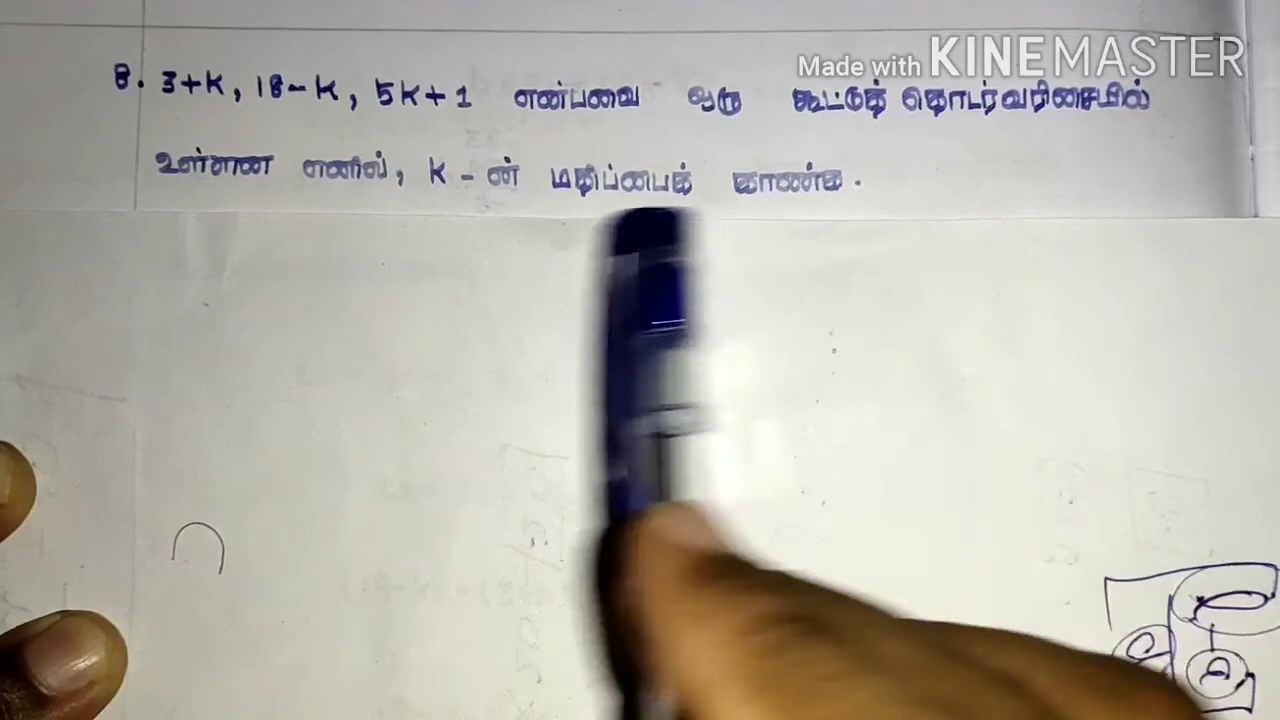 Made with KINEMASTER
8. 3+K, 18-K, 5K+1 என்பவை ஒரு கூட்டுத் தொடர்வரிசையில்
உள்ளன எனில், K-ன் மதிப்பைக் காண்க.